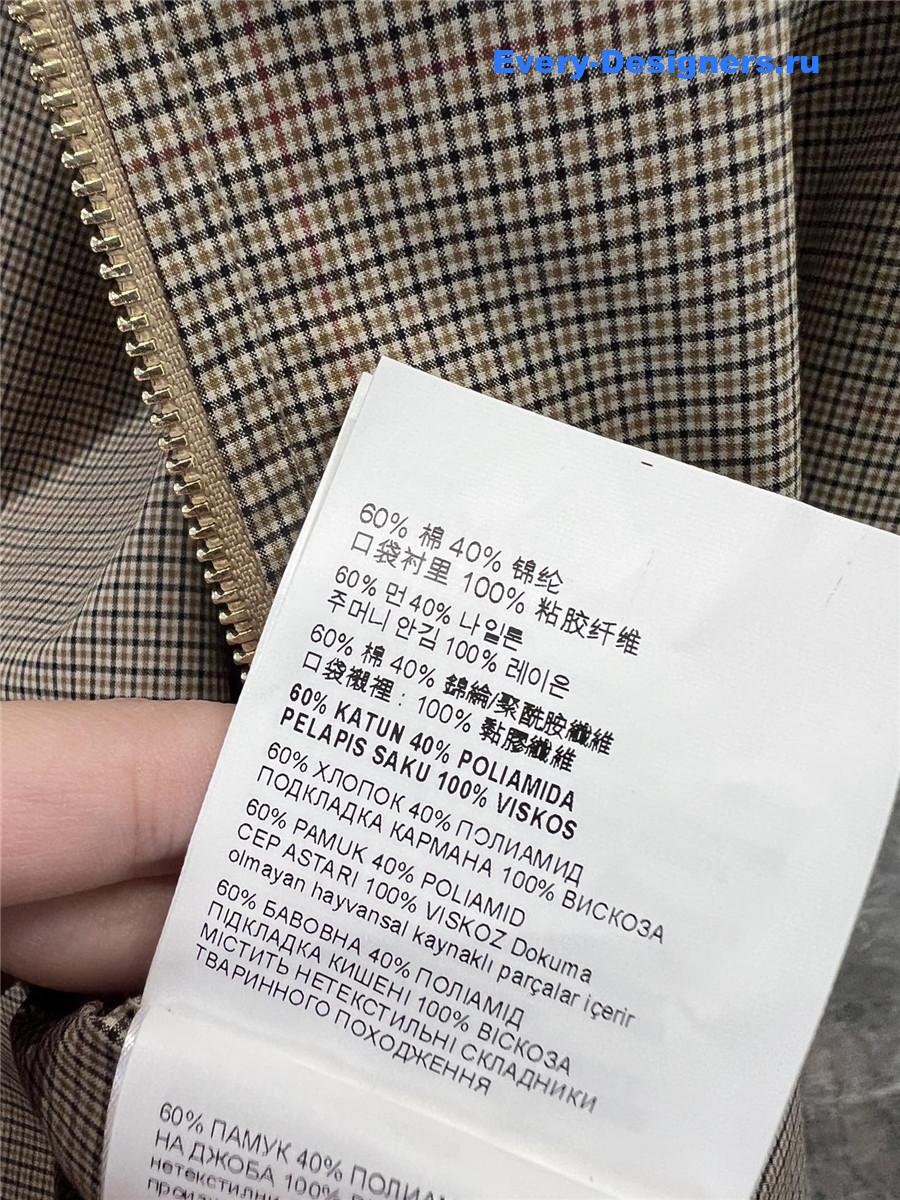 Every-Designers.ru
60% 棉 40% 锦纶
口袋衬里 100% 粘胶纤维
60% 먼 40% 나일론
주머니 안김 100% 레이온
60% 棉 40% 錦綸/聚酰胺纖維
口袋襯裡：100% 黏膠纖維
60% KATUN 40% POLIAMIDA
PELAPIS SAKU 100% VISKOS
60% ХЛОПОК 40% ПОЛИАМИД
ПОДКЛАДКА КАРМАНА 100% ВИСКОЗА
60% PAMUK 40% POLIAMID
CEP ASTARI 100% VISKOZ Dokuma
olmayan hayvansal kaynaklı parçalar içerir
60% БАВОВНА 40% ПОЛІАМІД
ПІДКЛАДКА КИШЕНІ 100% ВІСКОЗА
МІСТИТЬ НЕТЕКСТИЛЬНІ СКЛАДНИКИ
ТВАРИННОГО ПОХОДЖЕННЯ
60% ПАМУК 40%
НА ДЖОБА 100%